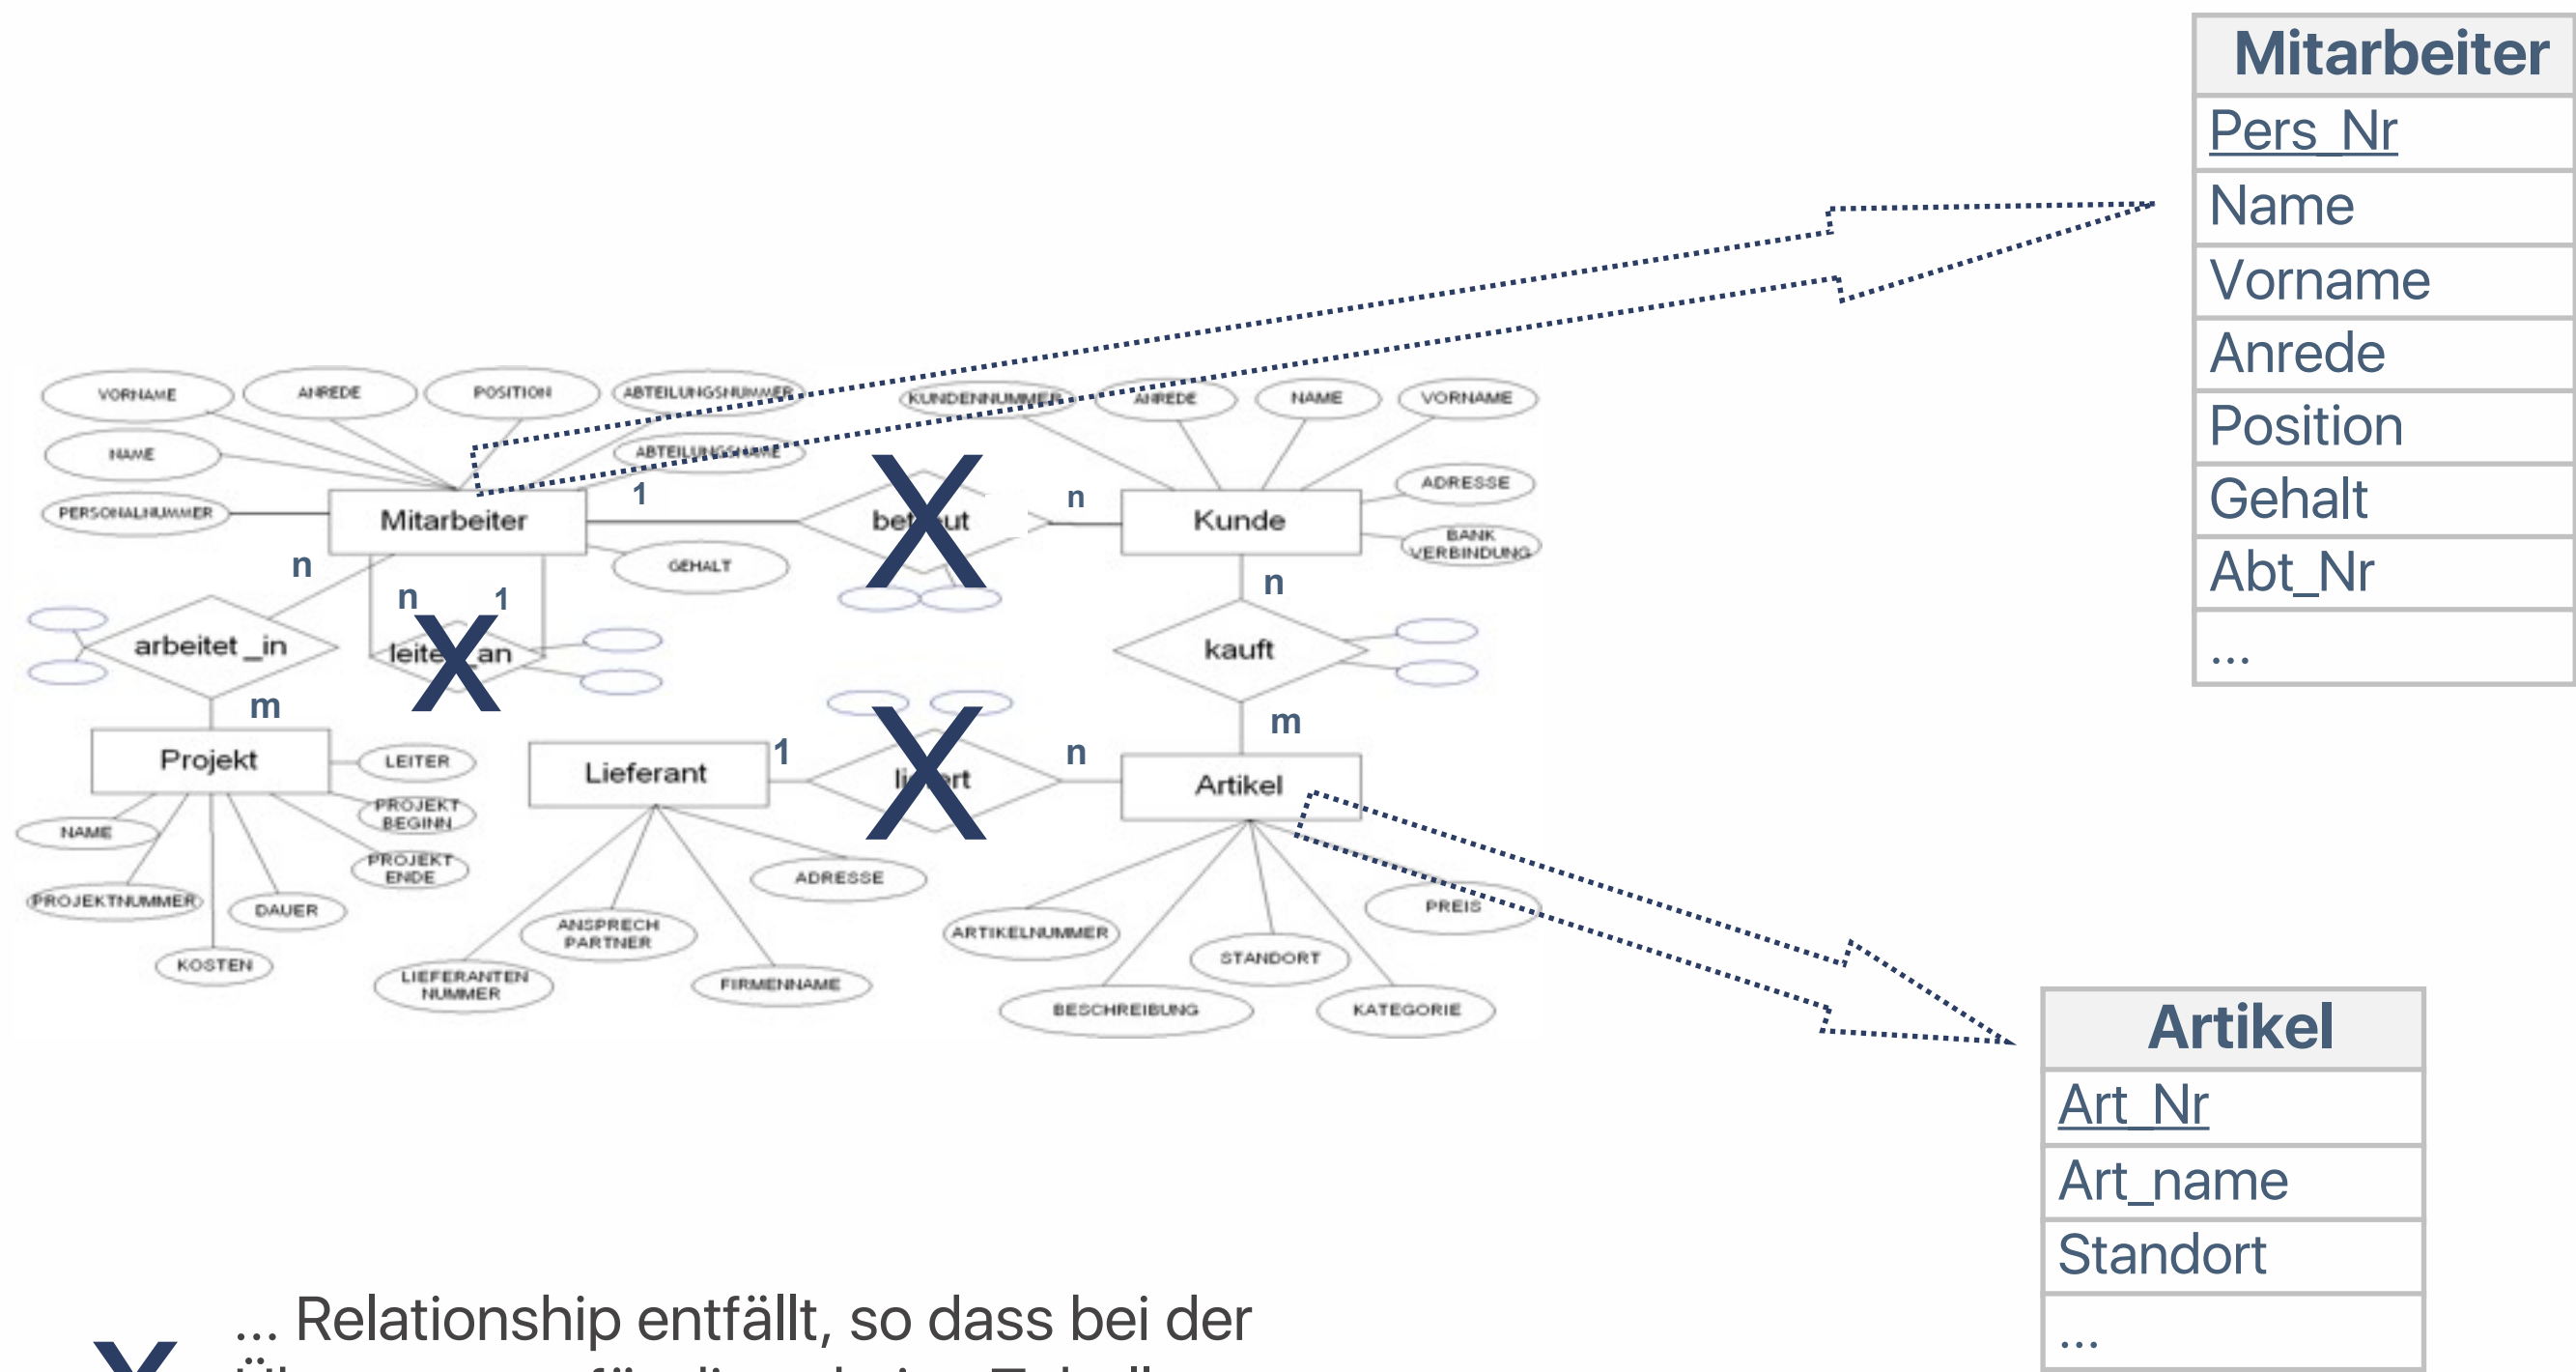 Mitarbeiter
Pers_Nr
Name
Vorname
Anrede
Position
Gehalt
Abt_Nr
...
VORNAME
ANREDE
POSITION
ABTEILUNGSNUMMER
KUNDENNUMMER
ANREDE
NAME
VORNAME
NAME
ABTEILUNGSNAME
ADRESSE
PERSONALNUMMER
Mitarbeiter
1
n
Kunde
BANK
VERBINDUNG
GEHALT
n
n
1
n
arbeitet_in
kauft
m
m
Projekt
LEITER
Lieferant
1
n
Artikel
PROJEKT
BEGINN
NAME
PROJEKT
ENDE
PROJEKTNUMMER
DAUER
KOSTEN
ADRESSE
ANSPRECH
PARTNER
LIEFERANTEN
NUMMER
FIRMENNAME
PREIS
ARTIKELNUMMER
STANDORT
BESCHREIBUNG
KATEGORIE
X
X
X
Artikel
Art_Nr
Art_name
Standort
...
X ... Relationship entfällt, so dass bei der